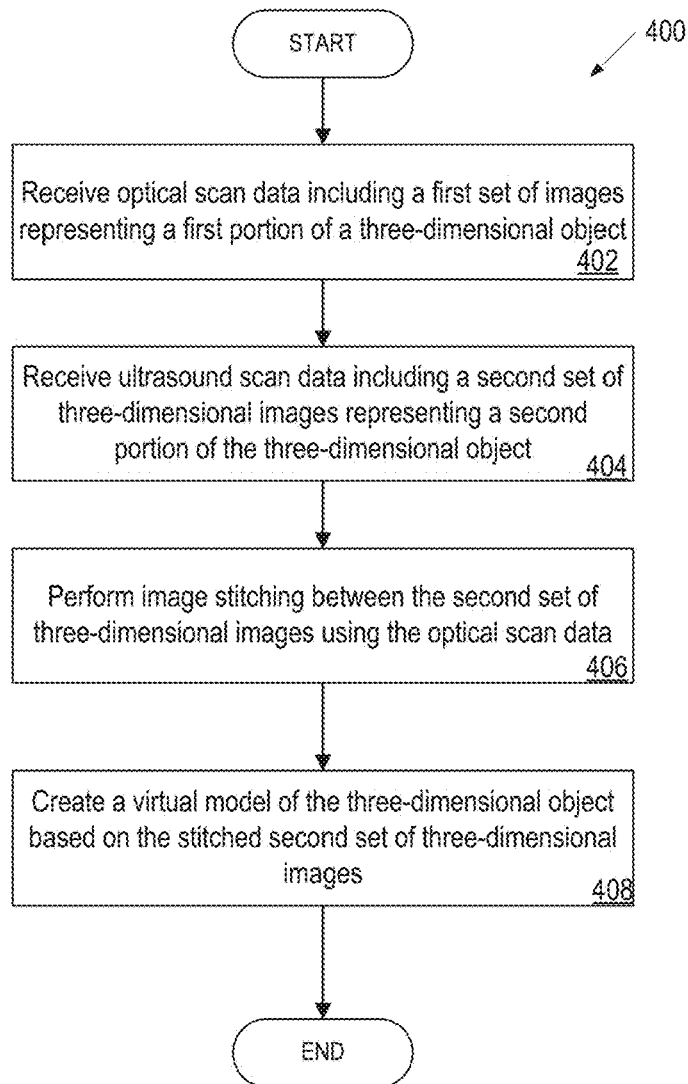 START
400
Receive optical scan data including a first set of images
representing a first portion of a three-dimensional object
402
Receive ultrasound scan data including a second set of
three-dimensional images representing a second
portion of the three-dimensional object
404
Perform image stitching between the second set of
three-dimensional images using the optical scan data
406
Create a virtual model of the three-dimensional object
based on the stitched second set of three-dimensional
images
408
END